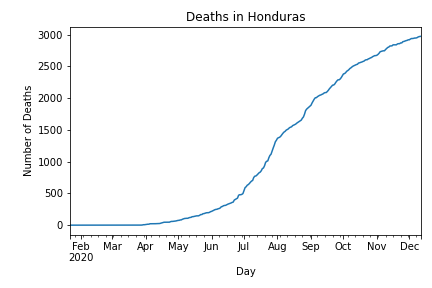 Deaths in Honduras
3000
2500
2000
1500
1000
500
0
Number of Deaths
Feb Mar Apr May Jun Jul Aug Sep Oct Nov Dec
2020
Day